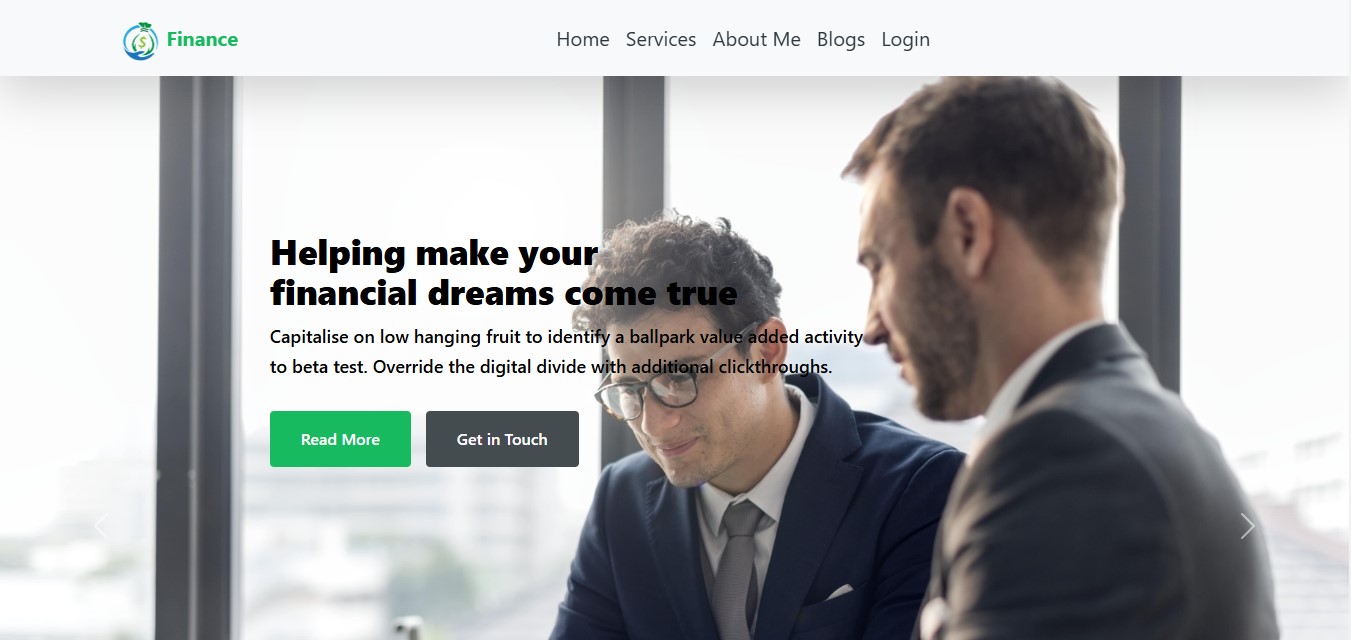 Finance
Home Services About Me Blogs Login
Helping make your
financial dreams come true
Capitalise on low hanging fruit to identify a ballpark value added activity
to beta test. Override the digital divide with additional clickthroughs.
Read More Get in Touch